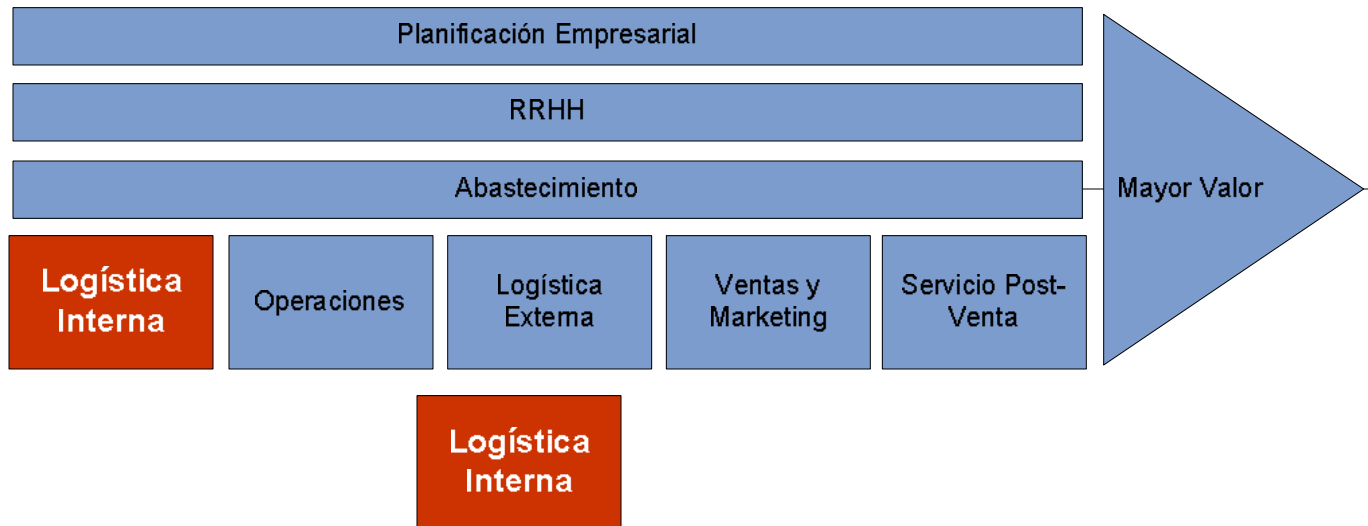 Planificación Empresarial
RRHH
Abastecimiento
Mayor Valor
Logística
Interna
Operaciones
Logística
Externa
Ventas y
Marketing
Servicio Post-
Venta
Logística
Interna